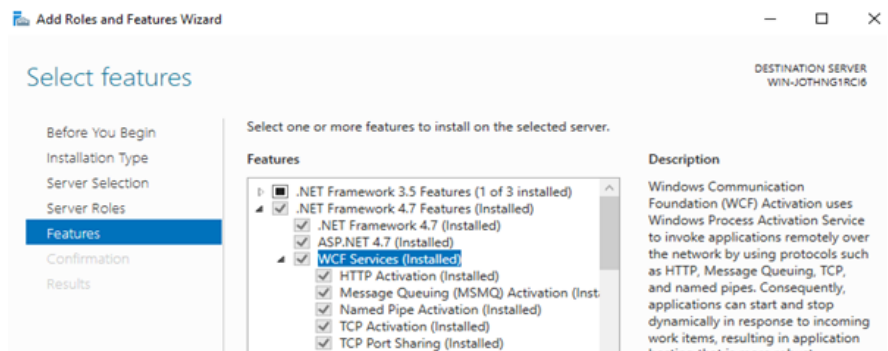 Add Roles and Features Wizard
Select features
DESTINATION SERVER
WIN-JOTHNG1RCI6
Before You Begin
Installation Type
Server Selection
Server Roles
Features
Confirmation
Results
Select one or more features to install on the selected server.
Features
.NET Framework 3.5 Features (1 of 3 installed)
.NET Framework 4.7 Features (Installed)
.NET Framework 4.7 (Installed)
ASP.NET 4.7 (Installed)
WCF Services (Installed)
HTTP Activation (Installed)
Message Queuing (MSMQ) Activation (Inst
Named Pipe Activation (Installed)
TCP Activation (Installed)
TCP Port Sharing (Installed)
Description
Windows Communication
Foundation (WCF) Activation uses
Windows Process Activation Service
to invoke applications remotely over
the network by using protocols such
as HTTP, Message Queuing, TCP,
and named pipes. Consequently,
applications can start and stop
dynamically in response to incoming
work items, resulting in application